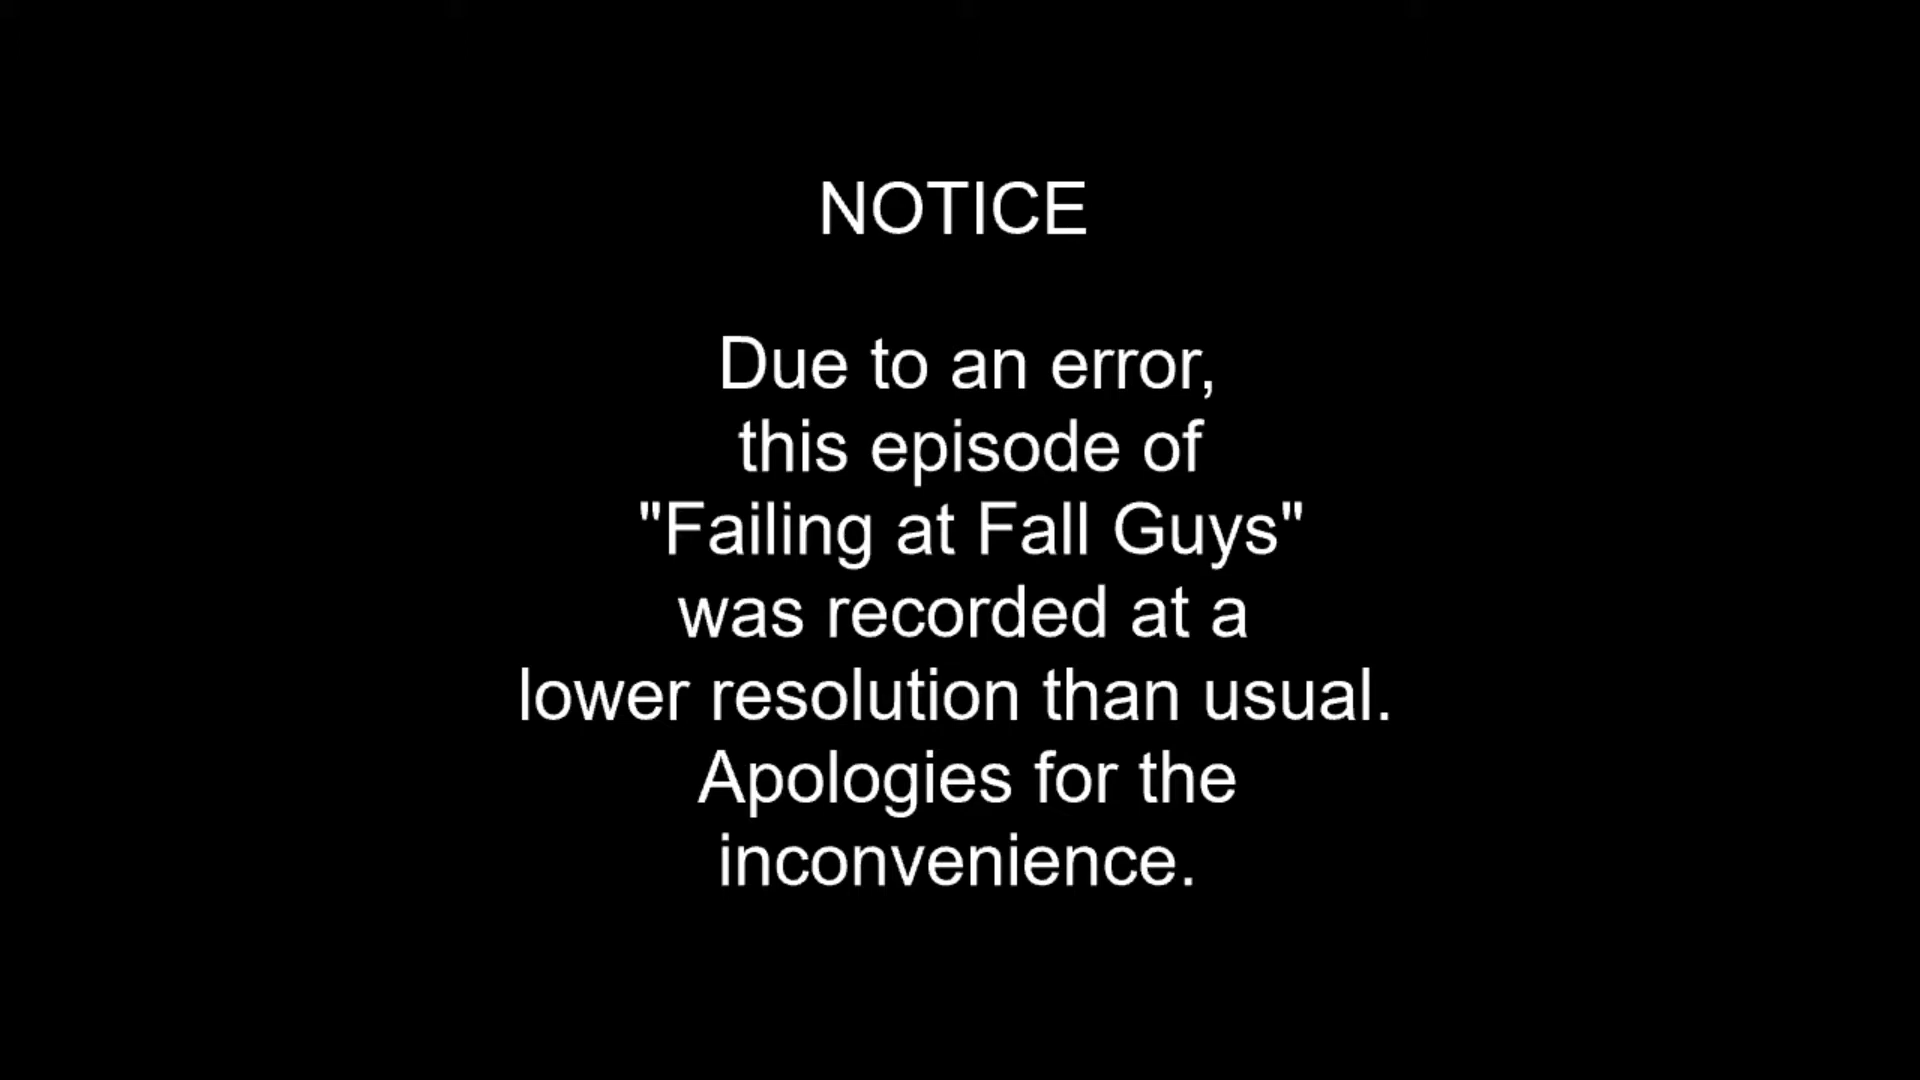 NOTICE
Due to an error,
this episode of
"Failing at Fall Guys"
was recorded at a
lower resolution than usual.
Apologies for the
inconvenience.